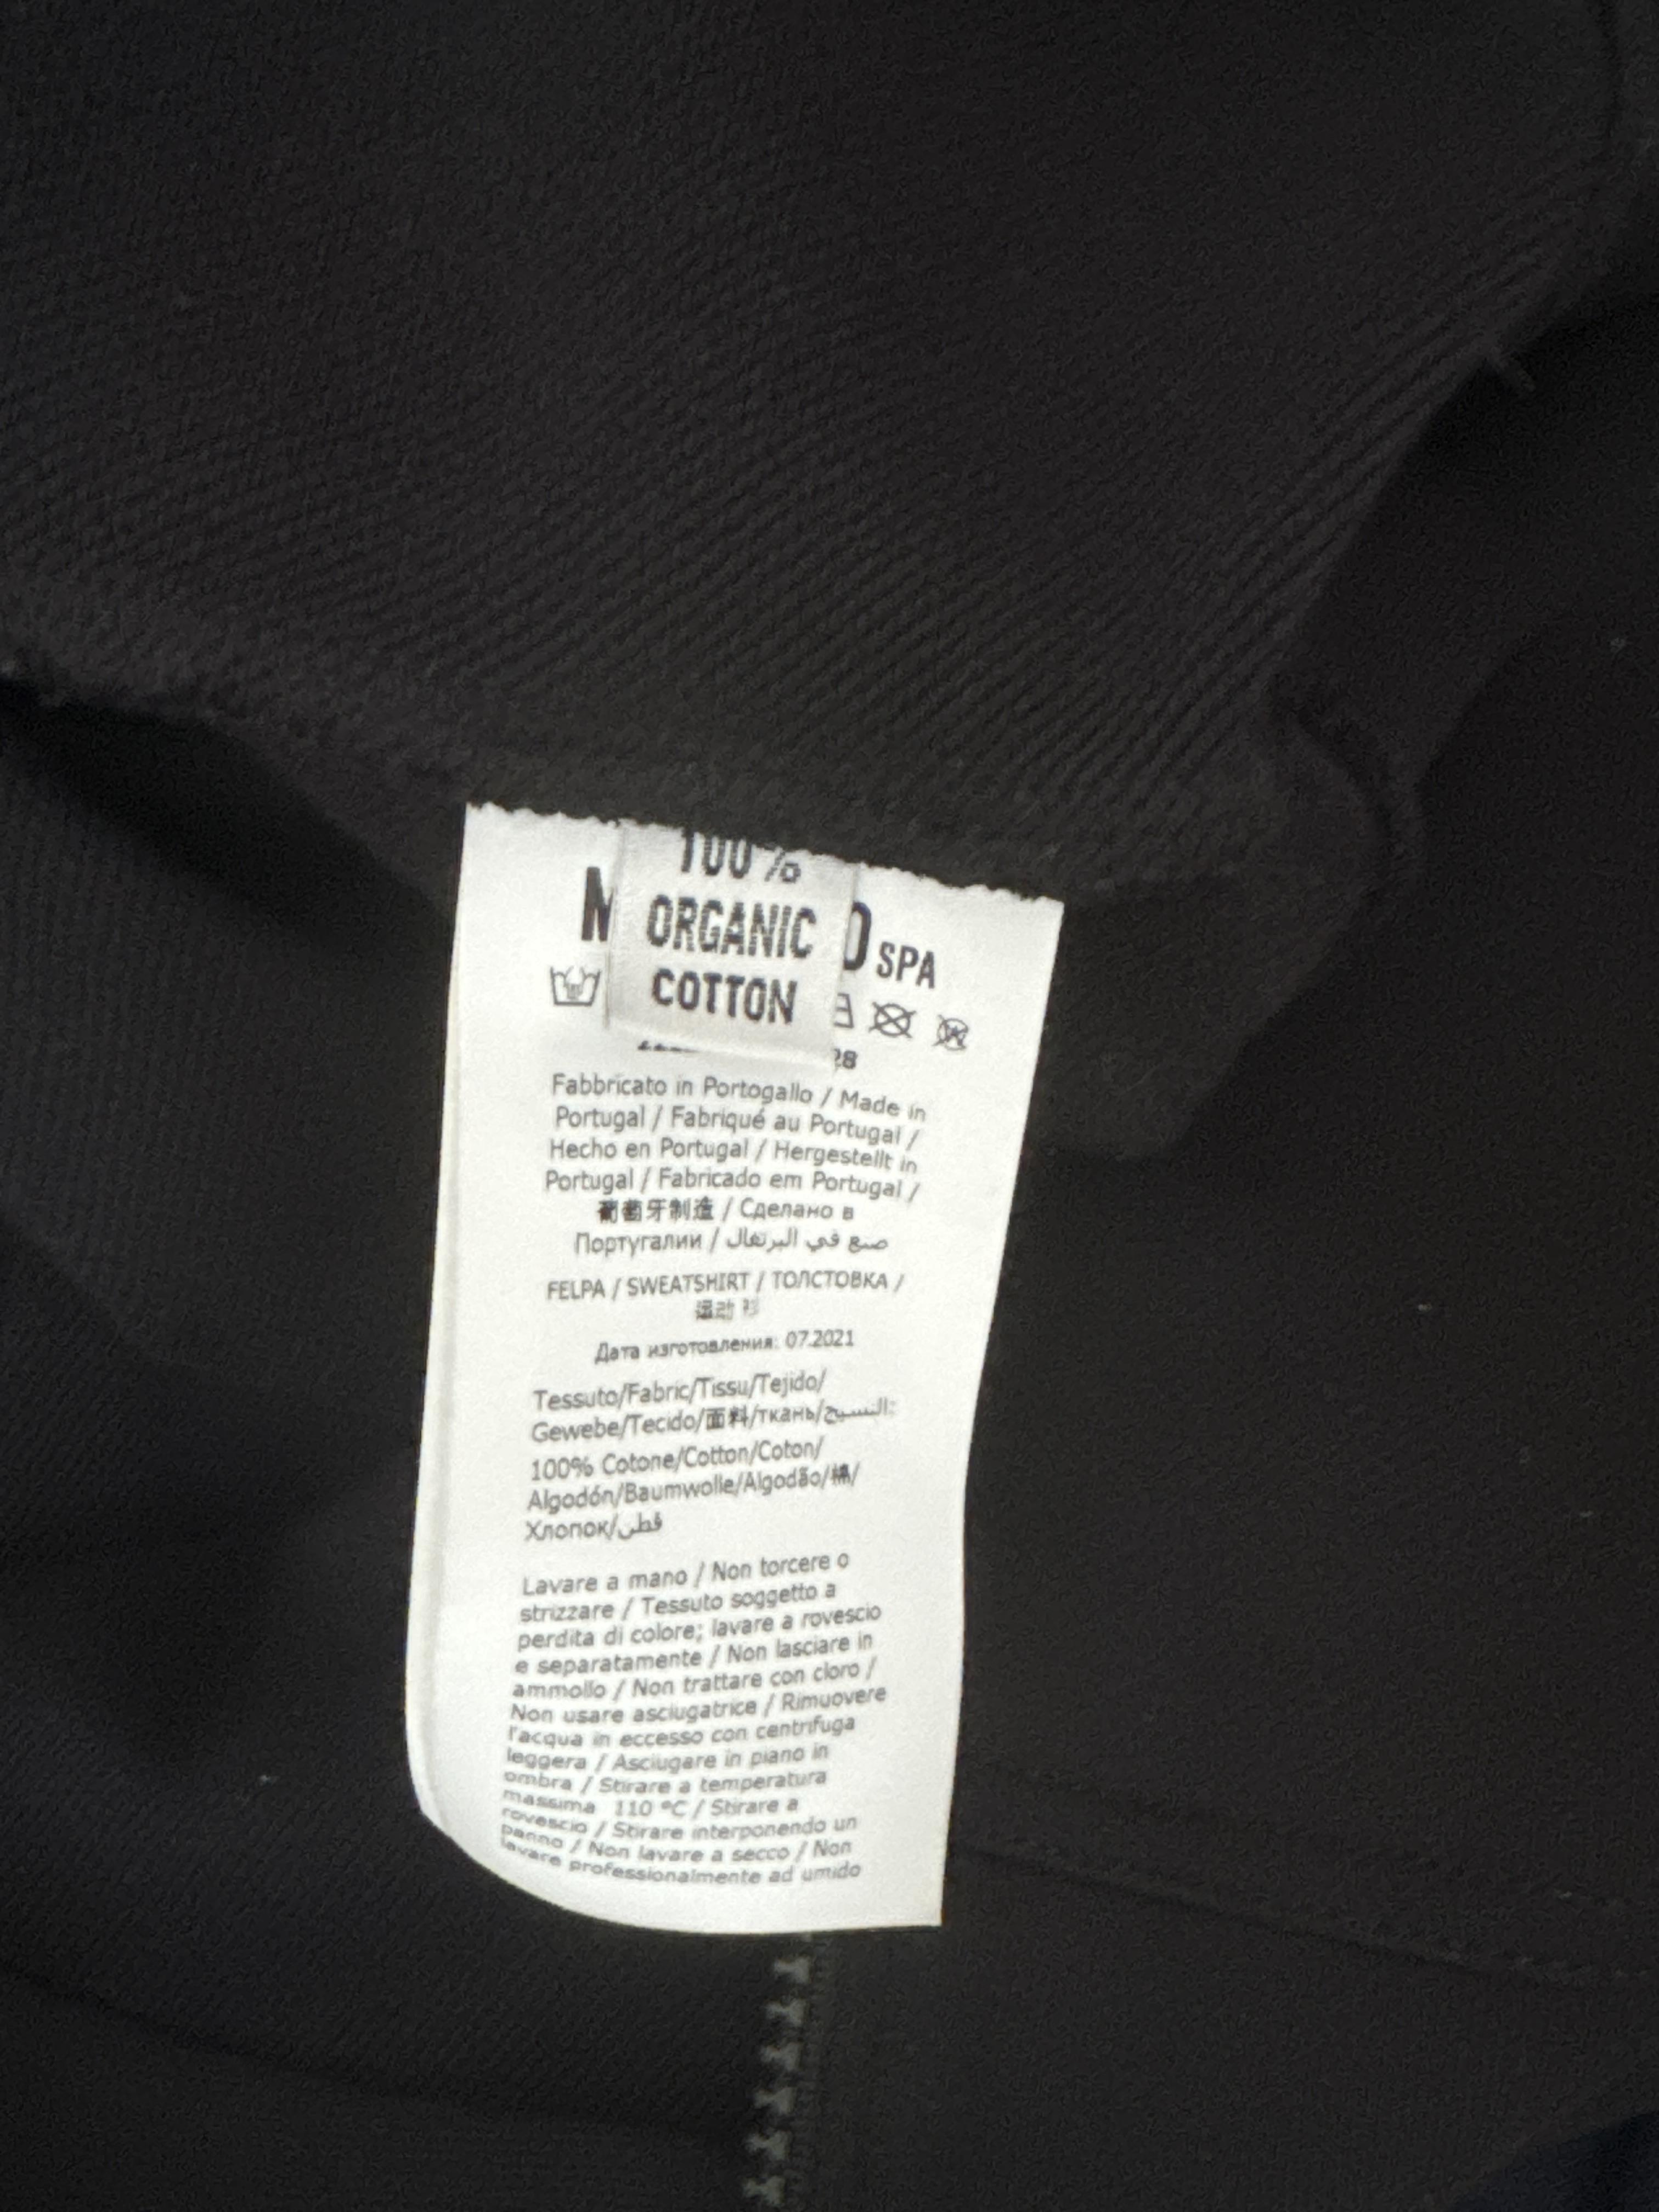 100%
ORGANIC
COTTON
SPA
28
Fabbricato in Portogallo / Made in
Portugal / Fabriqué au Portugal /
Hecho en Portugal / Hergestellt in
Portugal / Fabricado em Portugal /
葡萄牙制造 / Сделано в
Португалии / صنع في البرتغال
FELPA / SWEATSHIRT / ТОЛСТОВКА /
运动衫
Дата изготовления: 07.2021
Tessuto/Fabric/Tissu/Tejido/
Gewebe/Tecido/面料/ткань/النسيج:
100% Cotone/Cotton/Coton/
Algodón/Baumwolle/Algodão/棉/
Хлопок/قطن
Lavare a mano / Non torcere o
strizzare / Tessuto soggetto a
perdita di colore; lavare a rovescio
e separatamente / Non lasciare in
ammollo / Non trattare con cloro /
Non usare asciugatrice / Rimuovere
l'acqua in eccesso con centrifuga
leggera / Asciugare in piano in
ombra / Stirare a temperatura
massima 110 °C / Stirare a
rovescio / Stirare interponendo un
panno / Non lavare a secco / Non
lavare professionalmente ad umido